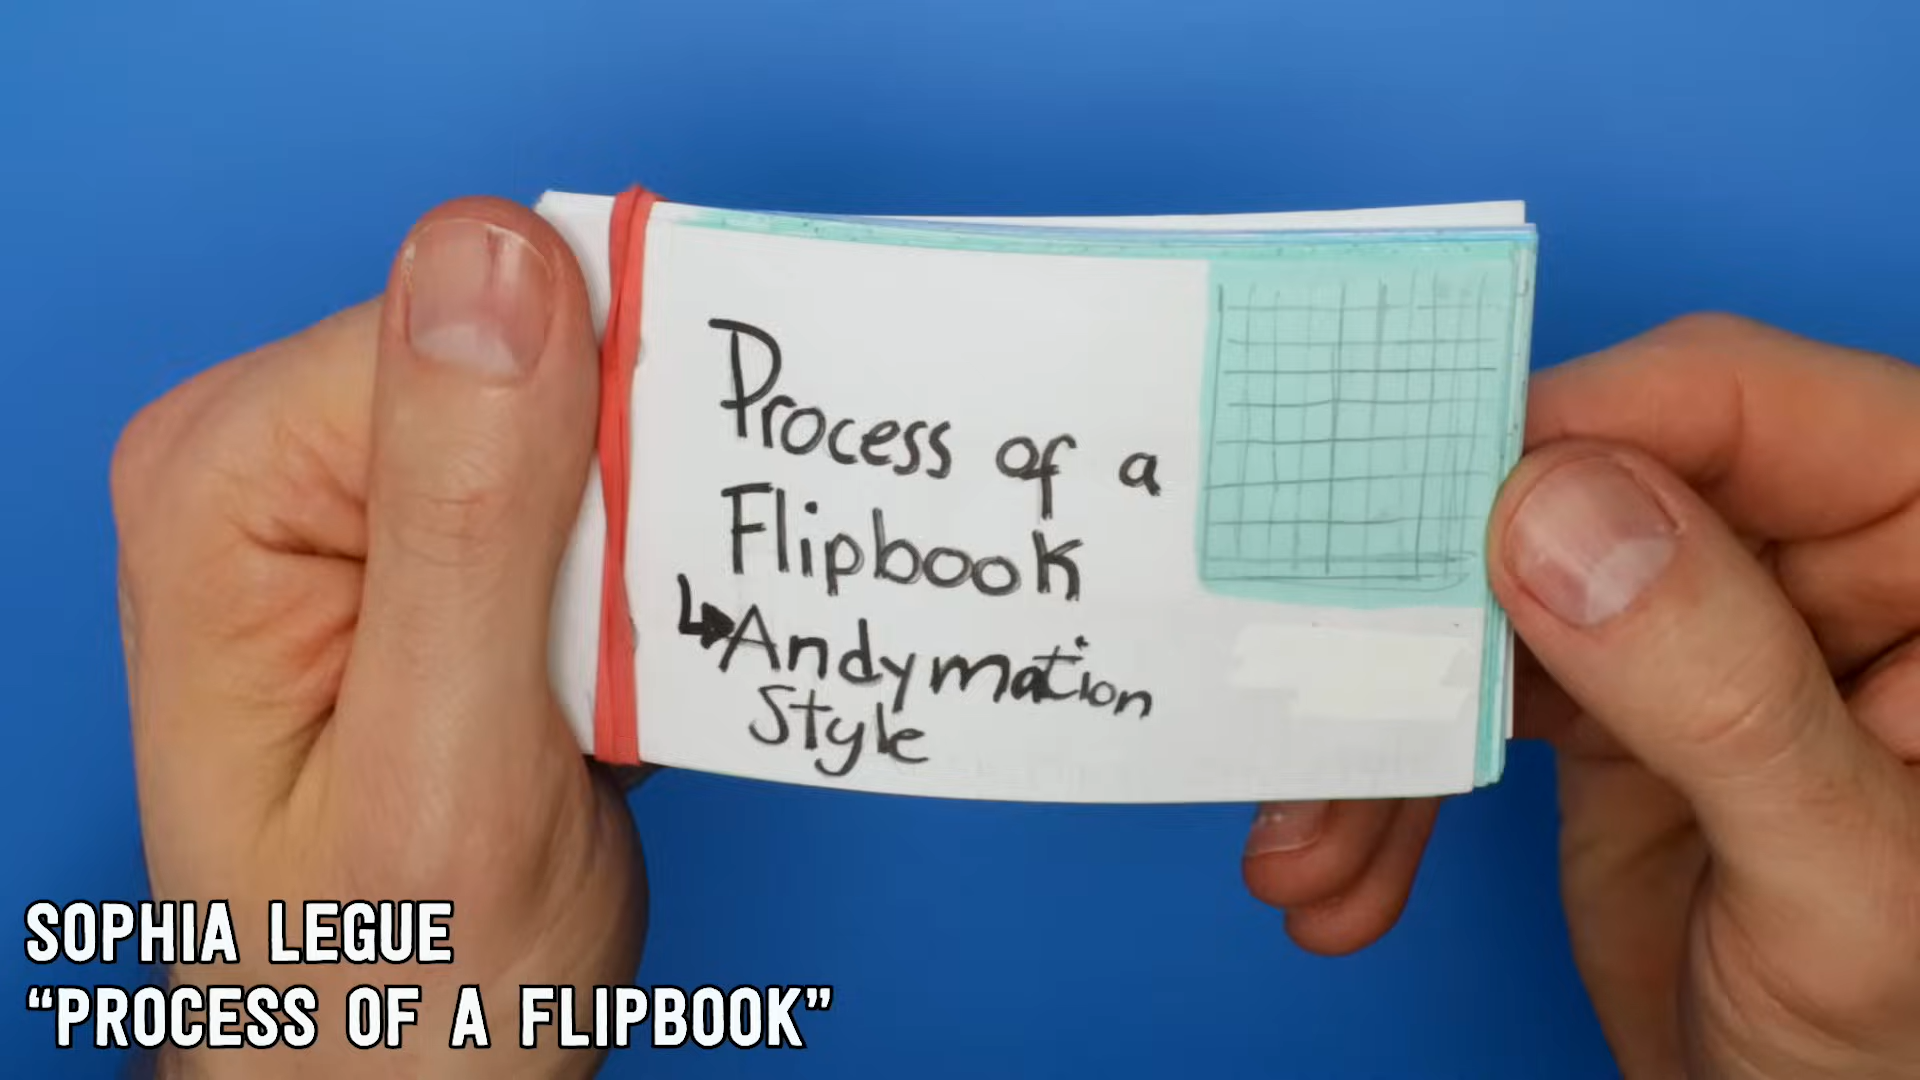 Process of a
Flipbook
Andymation
Style
SOPHIA LEGUE
“PROCESS OF A FLIPBOOK”